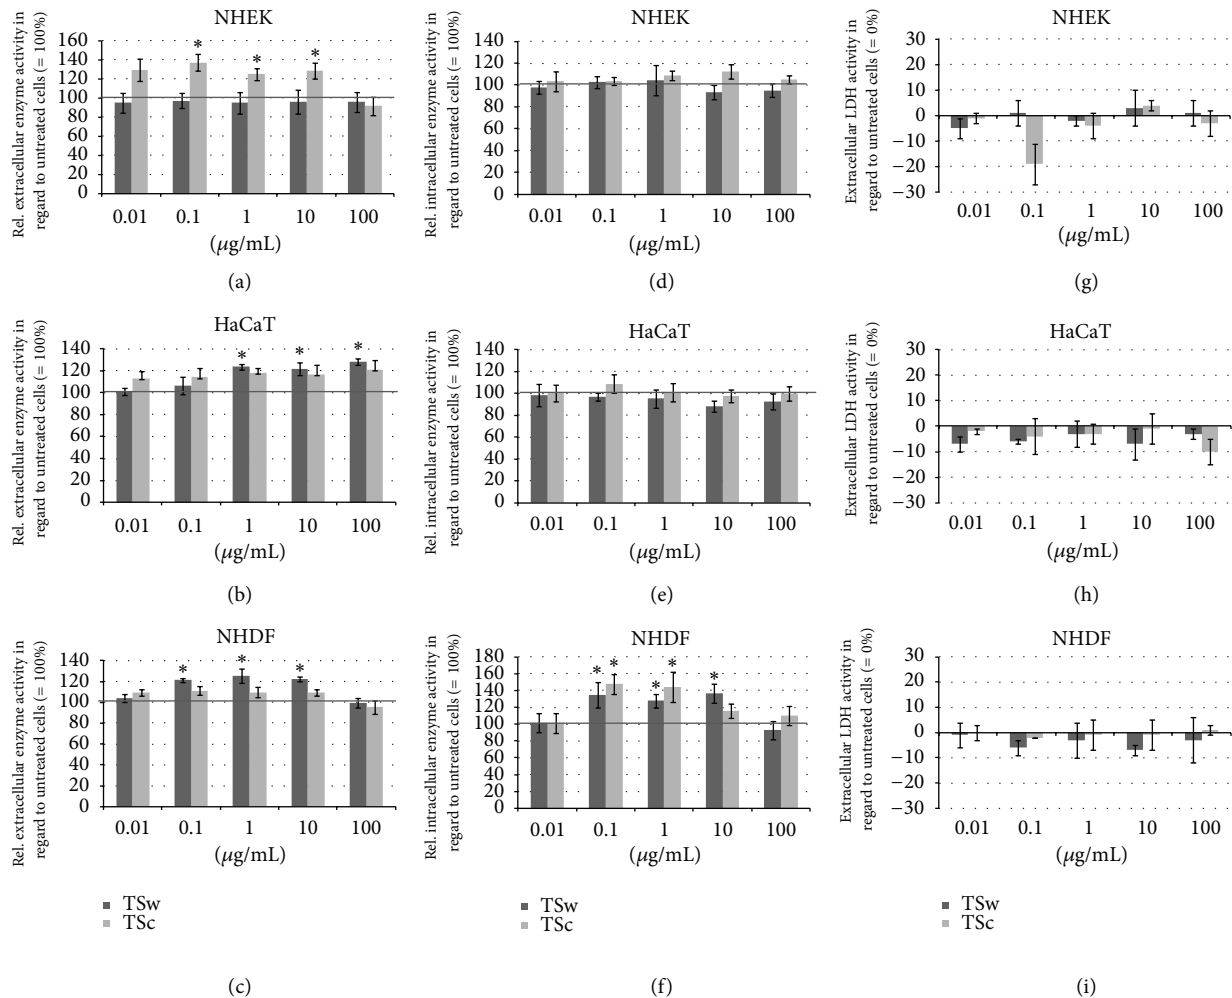 NHEK
Rel. extracellular enzyme activity in
regard to untreated cells (= 100%)
160
140
120
100
80
60
40
20
0
* * *
0.01 0.1 1 10 100
(μg/mL)
(a)
NHEK
Rel. intracellular enzyme activity in
regard to untreated cells (= 100%)
160
140
120
100
80
60
40
20
0
0.01 0.1 1 10 100
(μg/mL)
(d)
NHEK
Extracellular LDH activity in
regard to untreated cells (= 0%)
30
20
10
0
−10
−20
−30
0.01 0.1 1 10 100
(μg/mL)
(g)
HaCaT
Rel. extracellular enzyme activity in
regard to untreated cells (= 100%)
140
120
100
80
60
40
20
0
* * *
0.01 0.1 1 10 100
(μg/mL)
(b)
HaCaT
Rel. intracellular enzyme activity in
regard to untreated cells (= 100%)
140
120
100
80
60
40
20
0
0.01 0.1 1 10 100
(μg/mL)
(e)
HaCaT
Extracellular LDH activity in
regard to untreated cells (= 0%)
30
20
10
0
−10
−20
−30
0.01 0.1 1 10 100
(μg/mL)
(h)
NHDF
Rel. extracellular enzyme activity in
regard to untreated cells (= 100%)
140
120
100
80
60
40
20
0
* * *
0.01 0.1 1 10 100
(μg/mL)
TSw
TSc
(c)
NHDF
Rel. intracellular enzyme activity in
regard to untreated cells (= 100%)
180
160
140
120
100
80
60
40
20
0
* * * * *
0.01 0.1 1 10 100
(μg/mL)
TSw
TSc
(f)
NHDF
Extracellular LDH activity in
regard to untreated cells (= 0%)
30
20
10
0
−10
−20
−30
0.01 0.1 1 10 100
(μg/mL)
TSw
TSc
(i)